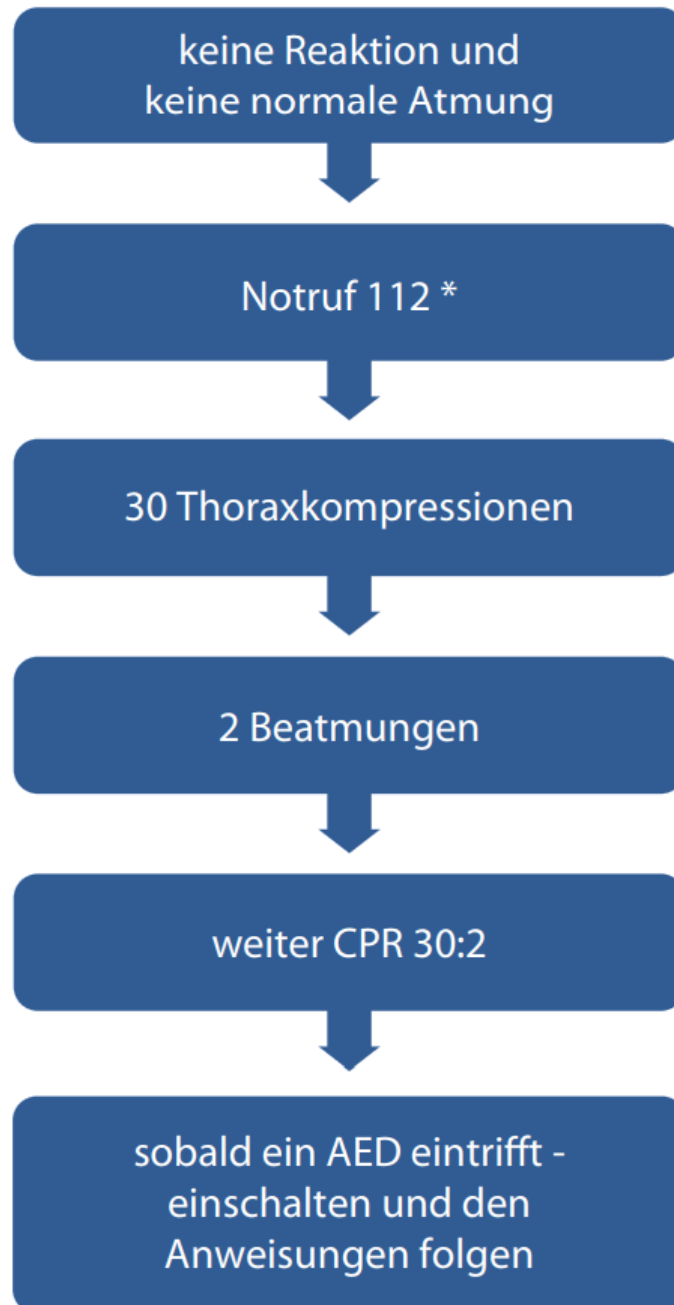 keine Reaktion und
keine normale Atmung
Notruf 112 *
30 Thoraxkompressionen
2 Beatmungen
weiter CPR 30:2
sobald ein AED eintrifft -
einschalten und den
Anweisungen folgen